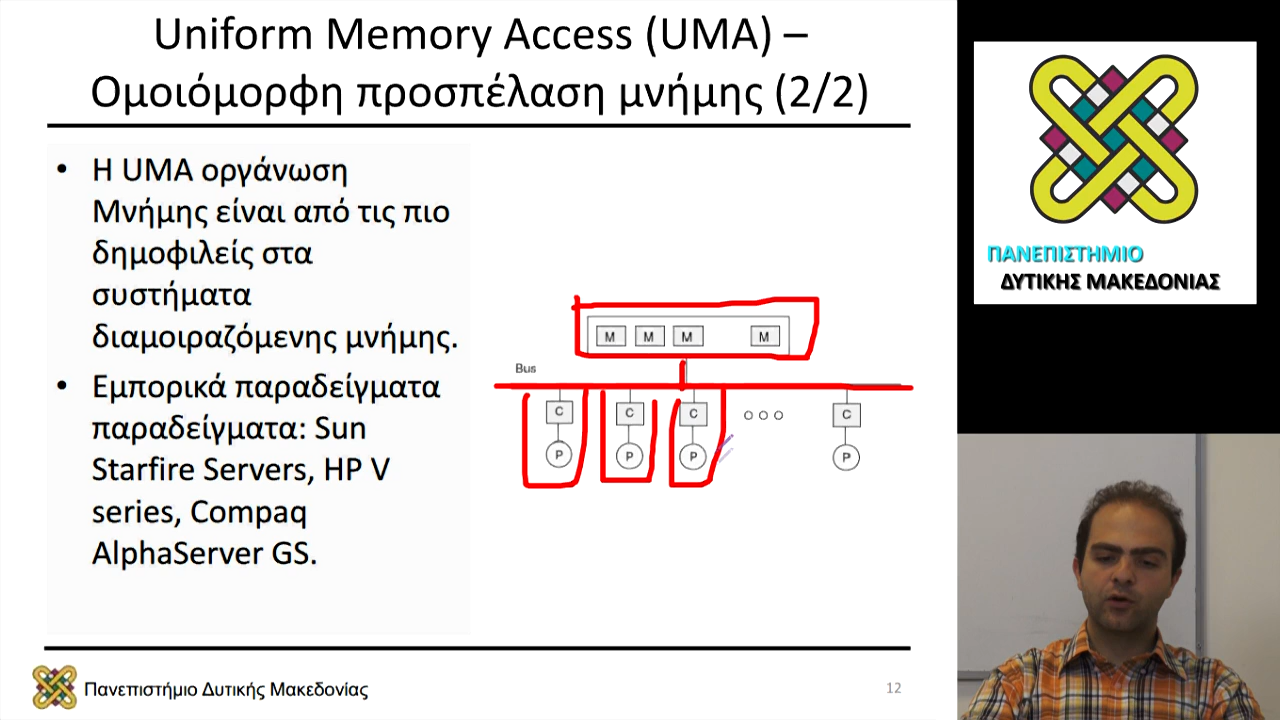 Uniform Memory Access (UMA) –
Ομοιόμορφη προσπέλαση μνήμης (2/2)
• Η UMA οργάνωση
Μνήμης είναι από τις πιο
δημοφιλείς στα
συστήματα
διαμοιραζόμενης μνήμης.
• Εμπορικά παραδείγματα
παραδείγματα: Sun
Starfire Servers, HP V
series, Compaq
AlphaServer GS.
M M M M
Bus
C C C C
P P P P
Πανεπιστήμιο Δυτικής Μακεδονίας
12
ΠΑΝΕΠΙΣΤΗΜΙΟ
ΔΥΤΙΚΗΣ ΜΑΚΕΔΟΝΙΑΣ